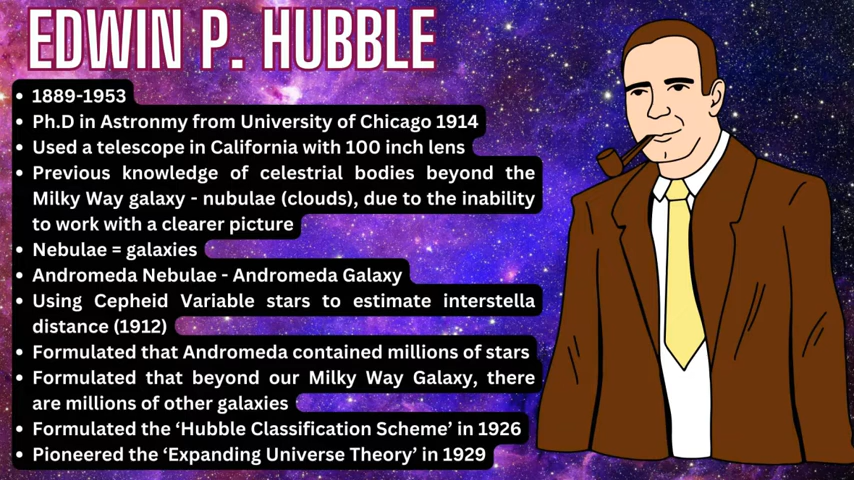 EDWIN P. HUBBLE
• 1889-1953
• Ph.D in Astronmy from University of Chicago 1914
• Used a telescope in California with 100 inch lens
• Previous knowledge of celestrial bodies beyond the
Milky Way galaxy - nubulae (clouds), due to the inability
to work with a clearer picture
• Nebulae = galaxies
• Andromeda Nebulae - Andromeda Galaxy
• Using Cepheid Variable stars to estimate interstella
distance (1912)
• Formulated that Andromeda contained millions of stars
• Formulated that beyond our Milky Way Galaxy, there
are millions of other galaxies
• Formulated the ‘Hubble Classification Scheme’ in 1926
• Pioneered the ‘Expanding Universe Theory’ in 1929